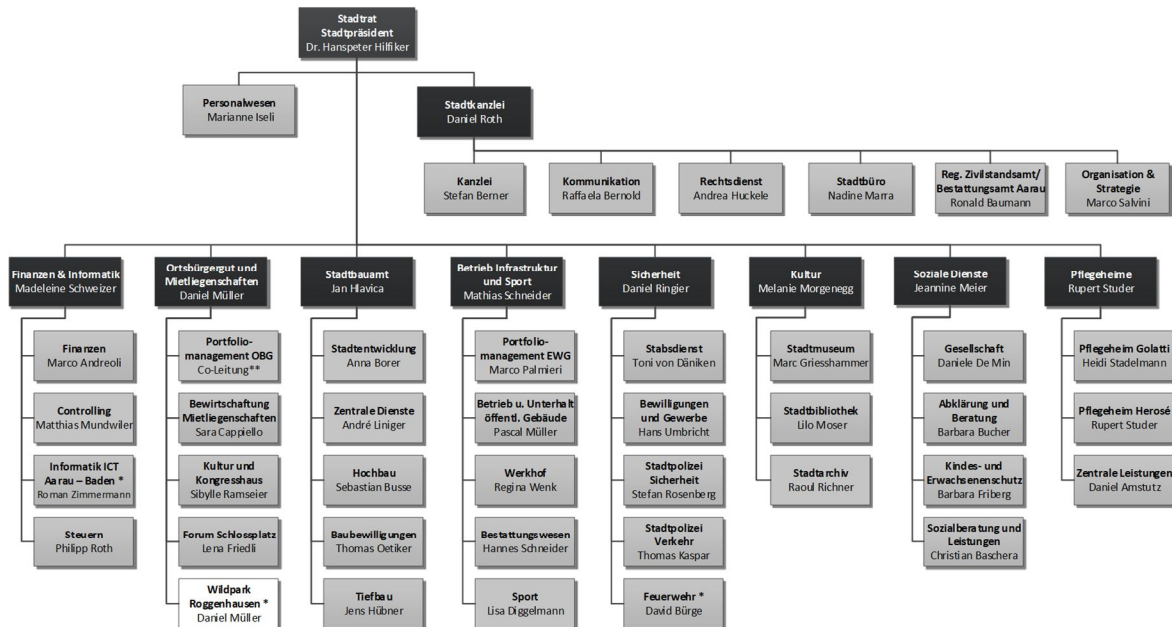 Stadtrat
Stadtpräsident
Dr. Hanspeter Hilfiker
Personalwesen
Marianne Iseli
Stadtkanzlei
Daniel Roth
Kanzlei
Stefan Berner
Kommunikation
Raffaela Bernold
Rechtsdienst
Andrea Huckele
Stadtbüro
Nadine Marra
Reg. Zivilstandsamt/
Bestattungsamt Aarau
Ronald Baumann
Organisation &
Strategie
Marco Salvini
Finanzen & Informatik
Madeleine Schweizer
Finanzen
Marco Andreoli
Controlling
Matthias Mundwiler
Informatik ICT
Aarau – Baden *
Roman Zimmermann
Steuern
Philipp Roth
Ortsbürgergut und
Mietliegenschaften
Daniel Müller
Portfolio-
management OBG
Co-Leitung**
Bewirtschaftung
Mietliegenschaften
Sara Cappiello
Kultur und
Kongresshaus
Sibylle Ramseier
Forum Schlossplatz
Lena Friedli
Wildpark
Roggenhausen *
Daniel Müller
Stadtbauamt
Jan Hlavica
Stadtentwicklung
Anna Borer
Zentrale Dienste
André Liniger
Hochbau
Sebastian Busse
Baubewilligungen
Thomas Oetiker
Tiefbau
Jens Hübner
Betrieb Infrastruktur
und Sport
Mathias Schneider
Portfolio-
management EWG
Marco Palmieri
Betrieb u. Unterhalt
öffentl. Gebäude
Pascal Müller
Werkhof
Regina Wenk
Bestattungswesen
Hannes Schneider
Sport
Lisa Diggelmann
Sicherheit
Daniel Ringier
Stabsdienst
Toni von Däniken
Bewilligungen
und Gewerbe
Hans Umbricht
Stadtpolizei
Sicherheit
Stefan Rosenberg
Stadtpolizei
Verkehr
Thomas Kaspar
Feuerwehr *
David Bürge
Kultur
Melanie Morgenegg
Stadtmuseum
Marc Griesshammer
Stadtbibliothek
Lilo Moser
Stadtarchiv
Raoul Richner
Soziale Dienste
Jeannine Meier
Gesellschaft
Daniele De Min
Abklärung und
Beratung
Barbara Bucher
Kindes- und
Erwachsenenschutz
Barbara Friberg
Sozialberatung und
Leistungen
Christian Baschera
Pflegeheime
Rupert Studer
Pflegeheim Golatti
Heidi Stadelmann
Pflegeheim Herosé
Rupert Studer
Zentrale Leistungen
Daniel Amstutz